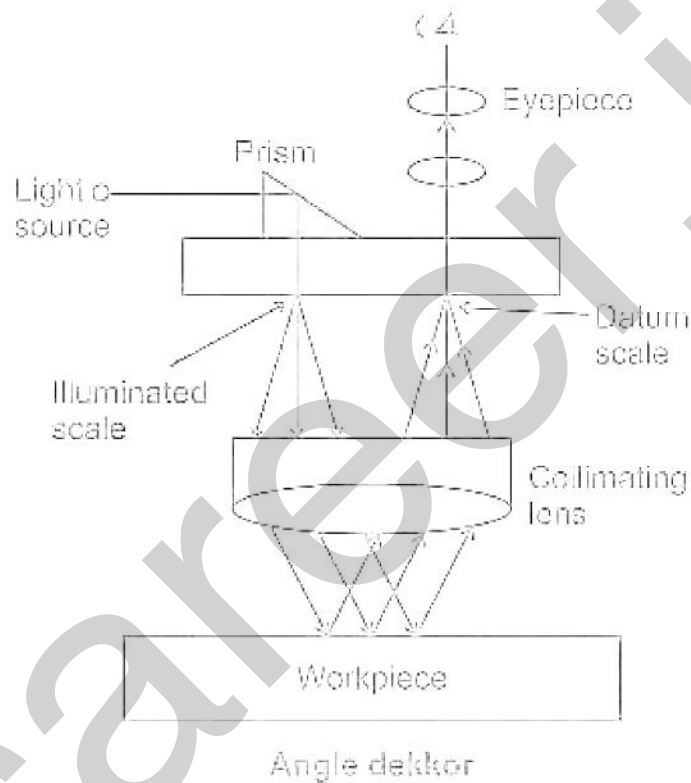 Eyepiece
Prism
Light
source
Datum
scale
Illuminated
scale
Collimating
lens
Workpiece
Angle dekkor